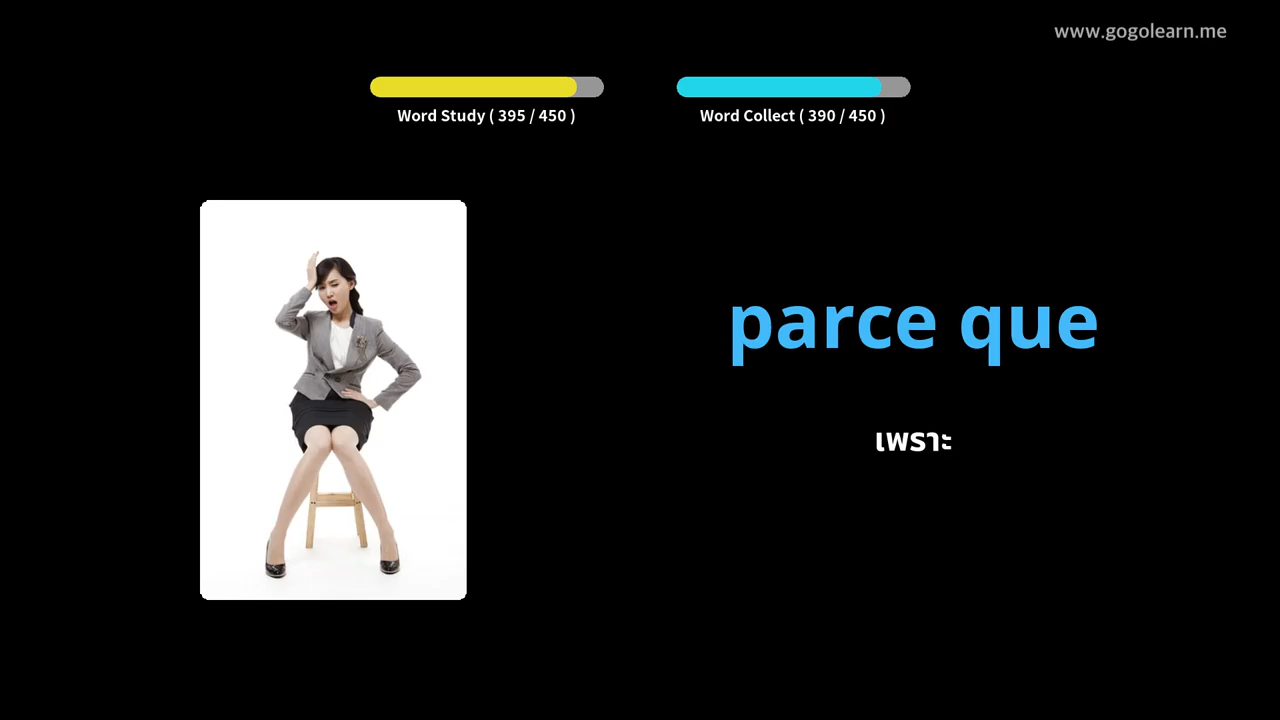 www.gogolearn.me
Word Study ( 395 / 450 )
Word Collect ( 390 / 450 )
parce que
เพราะ